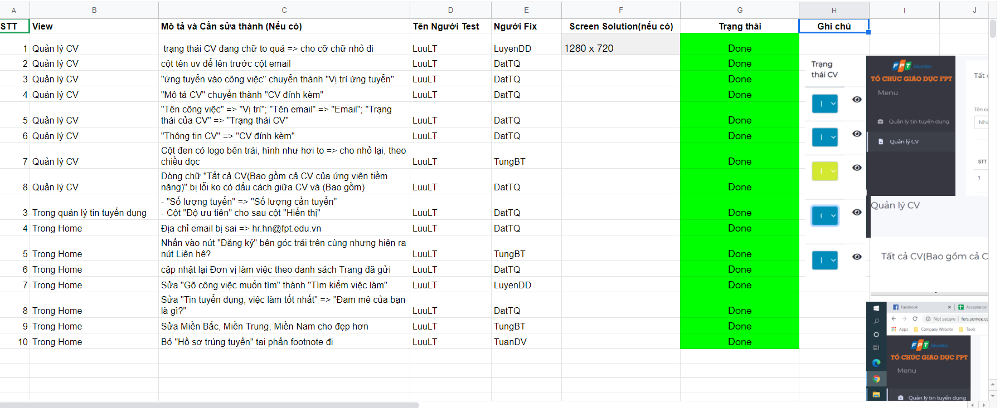 A B C D E F G H I J
STT View Mô tả và Cần sửa thành (Nếu có) Tên Người Test Người Fix Screen Solution(nếu có) Trạng thái Ghi chú
1 Quản lý CV trạng thái CV đang chữ to quá => cho cỡ chữ nhỏ đi LuuLT LuyenDD 1280 x 720 Done
2 Quản lý CV cột tên uv để lên trước cột email LuuLT DatTQ Done
3 Quản lý CV "ứng tuyển vào công việc" chuyển thành "Vị trí ứng tuyển" LuuLT DatTQ Done
4 Quản lý CV "Mô tả CV" chuyển thành "CV đính kèm" LuuLT DatTQ Done
"Tên công việc" => "Vị trí"; "Tên email" => "Email"; "Trạng
5 Quản lý CV thái của CV" => "Trạng thái CV" LuuLT DatTQ Done
6 Quản lý CV "Thông tin CV" => "CV đính kèm" LuuLT DatTQ Done
Cột đen có logo bên trái, hình như hơi to => cho nhỏ lại, theo
7 Quản lý CV chiều dọc LuuLT TungBT Done
Dòng chữ "Tất cả CV(Bao gồm cả CV của ứng viên tiềm
8 Quản lý CV năng)" bị lỗi ko có dấu cách giữa CV và (Bao gồm) LuuLT DatTQ Done
- "Số lượng tuyển" => "Số lượng cần tuyển"
3 Trong quản lý tin tuyển dụng - Cột "Độ ưu tiên" cho sau cột "Hiển thị" LuuLT DatTQ Done
4 Trong Home Địa chỉ email bị sai => hr.hn@fpt.edu.vn LuuLT DatTQ Done
Nhấn vào nút "Đăng ký" bên góc trái trên cùng nhưng hiện ra
5 Trong Home nút Liên hệ? LuuLT TungBT Done
6 Trong Home cập nhật lại Đơn vị làm việc theo danh sách Trang đã gửi LuuLT DatTQ Done
7 Trong Home Sửa "Gõ công việc muốn tìm" thành "Tìm kiếm việc làm" LuuLT LuyenDD Done
Sửa "Tin tuyển dụng, việc làm tốt nhất" => "Đam mê của bạn
8 Trong Home là gì?" LuuLT DatTQ Done
9 Trong Home Sửa Miền Bắc, Miền Trung, Miền Nam cho đẹp hơn LuuLT TungBT Done
10 Trong Home Bỏ "Hồ sơ trúng tuyển" tại phần footnote đi LuuLT TuanDV Done
Trạng
thái CV
FPT Education
TỔ CHỨC GIÁO DỤC FPT
Menu
Quản lý tin tuyển dụng
Quản lý CV
Tất
STT
1
Quản lý CV
Tất cả CV(Bao gồm cả C
Facebook Acceptance
Not secure fers.somee.co
Apps Company Website Tools
FPT Education
TỔ CHỨC GIÁO DỤC FPT
Menu
Quản lý tin tuyển dụng